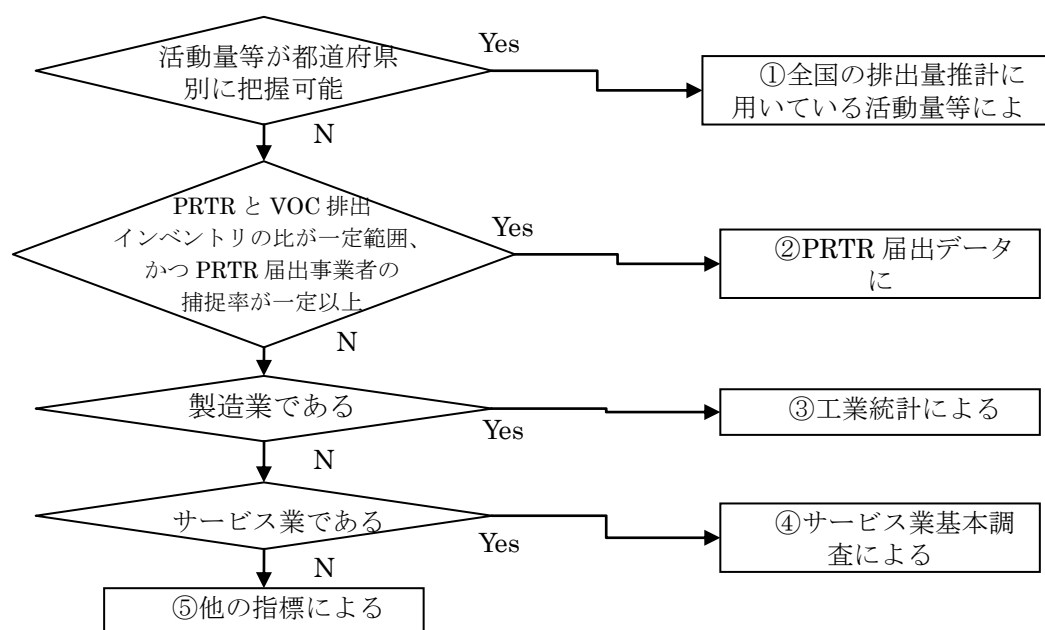 活動量等が都道府県
別に把握可能
Yes
①全国の排出量推計に
用いている活動量等によ
N
PRTR と VOC 排出
インベントリの比が一定範囲、
かつ PRTR 届出事業者の
捕捉率が一定以上
Yes
②PRTR 届出データ
に
N
製造業である
Yes
③工業統計による
N
サービス業である
Yes
④サービス業基本調
査による
N
⑤他の指標による